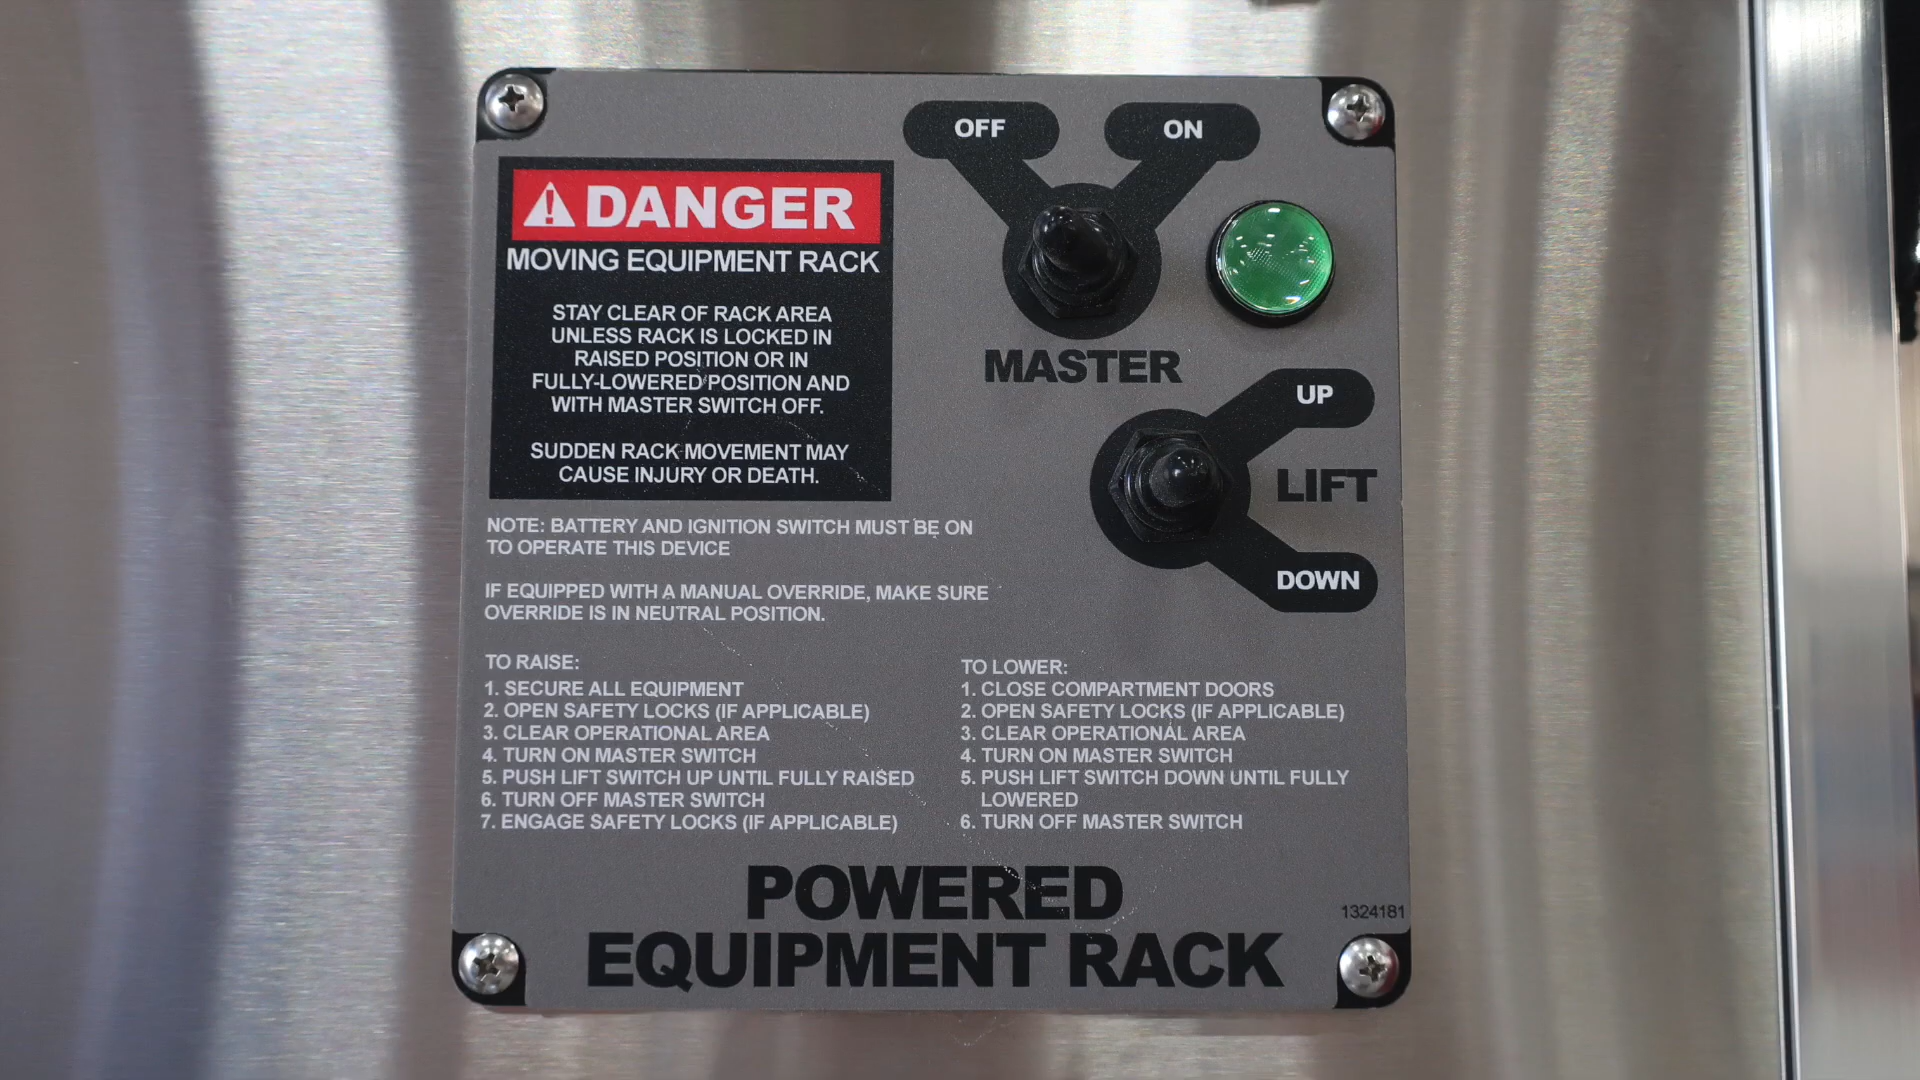 OFF
ON
DANGER
MOVING EQUIPMENT RACK
STAY CLEAR OF RACK AREA
UNLESS RACK IS LOCKED IN
RAISED POSITION OR IN
FULLY-LOWERED POSITION AND
WITH MASTER SWITCH OFF.
SUDDEN RACK MOVEMENT MAY
CAUSE INJURY OR DEATH.
MASTER
UP
LIFT
DOWN
NOTE: BATTERY AND IGNITION SWITCH MUST BE ON
TO OPERATE THIS DEVICE
IF EQUIPPED WITH A MANUAL OVERRIDE, MAKE SURE
OVERRIDE IS IN NEUTRAL POSITION.
TO RAISE:
1. SECURE ALL EQUIPMENT
2. OPEN SAFETY LOCKS (IF APPLICABLE)
3. CLEAR OPERATIONAL AREA
4. TURN ON MASTER SWITCH
5. PUSH LIFT SWITCH UP UNTIL FULLY RAISED
6. TURN OFF MASTER SWITCH
7. ENGAGE SAFETY LOCKS (IF APPLICABLE)
TO LOWER:
1. CLOSE COMPARTMENT DOORS
2. OPEN SAFETY LOCKS (IF APPLICABLE)
3. CLEAR OPERATIONAL AREA
4. TURN ON MASTER SWITCH
5. PUSH LIFT SWITCH DOWN UNTIL FULLY
LOWERED
6. TURN OFF MASTER SWITCH
POWERED
EQUIPMENT RACK
1324181